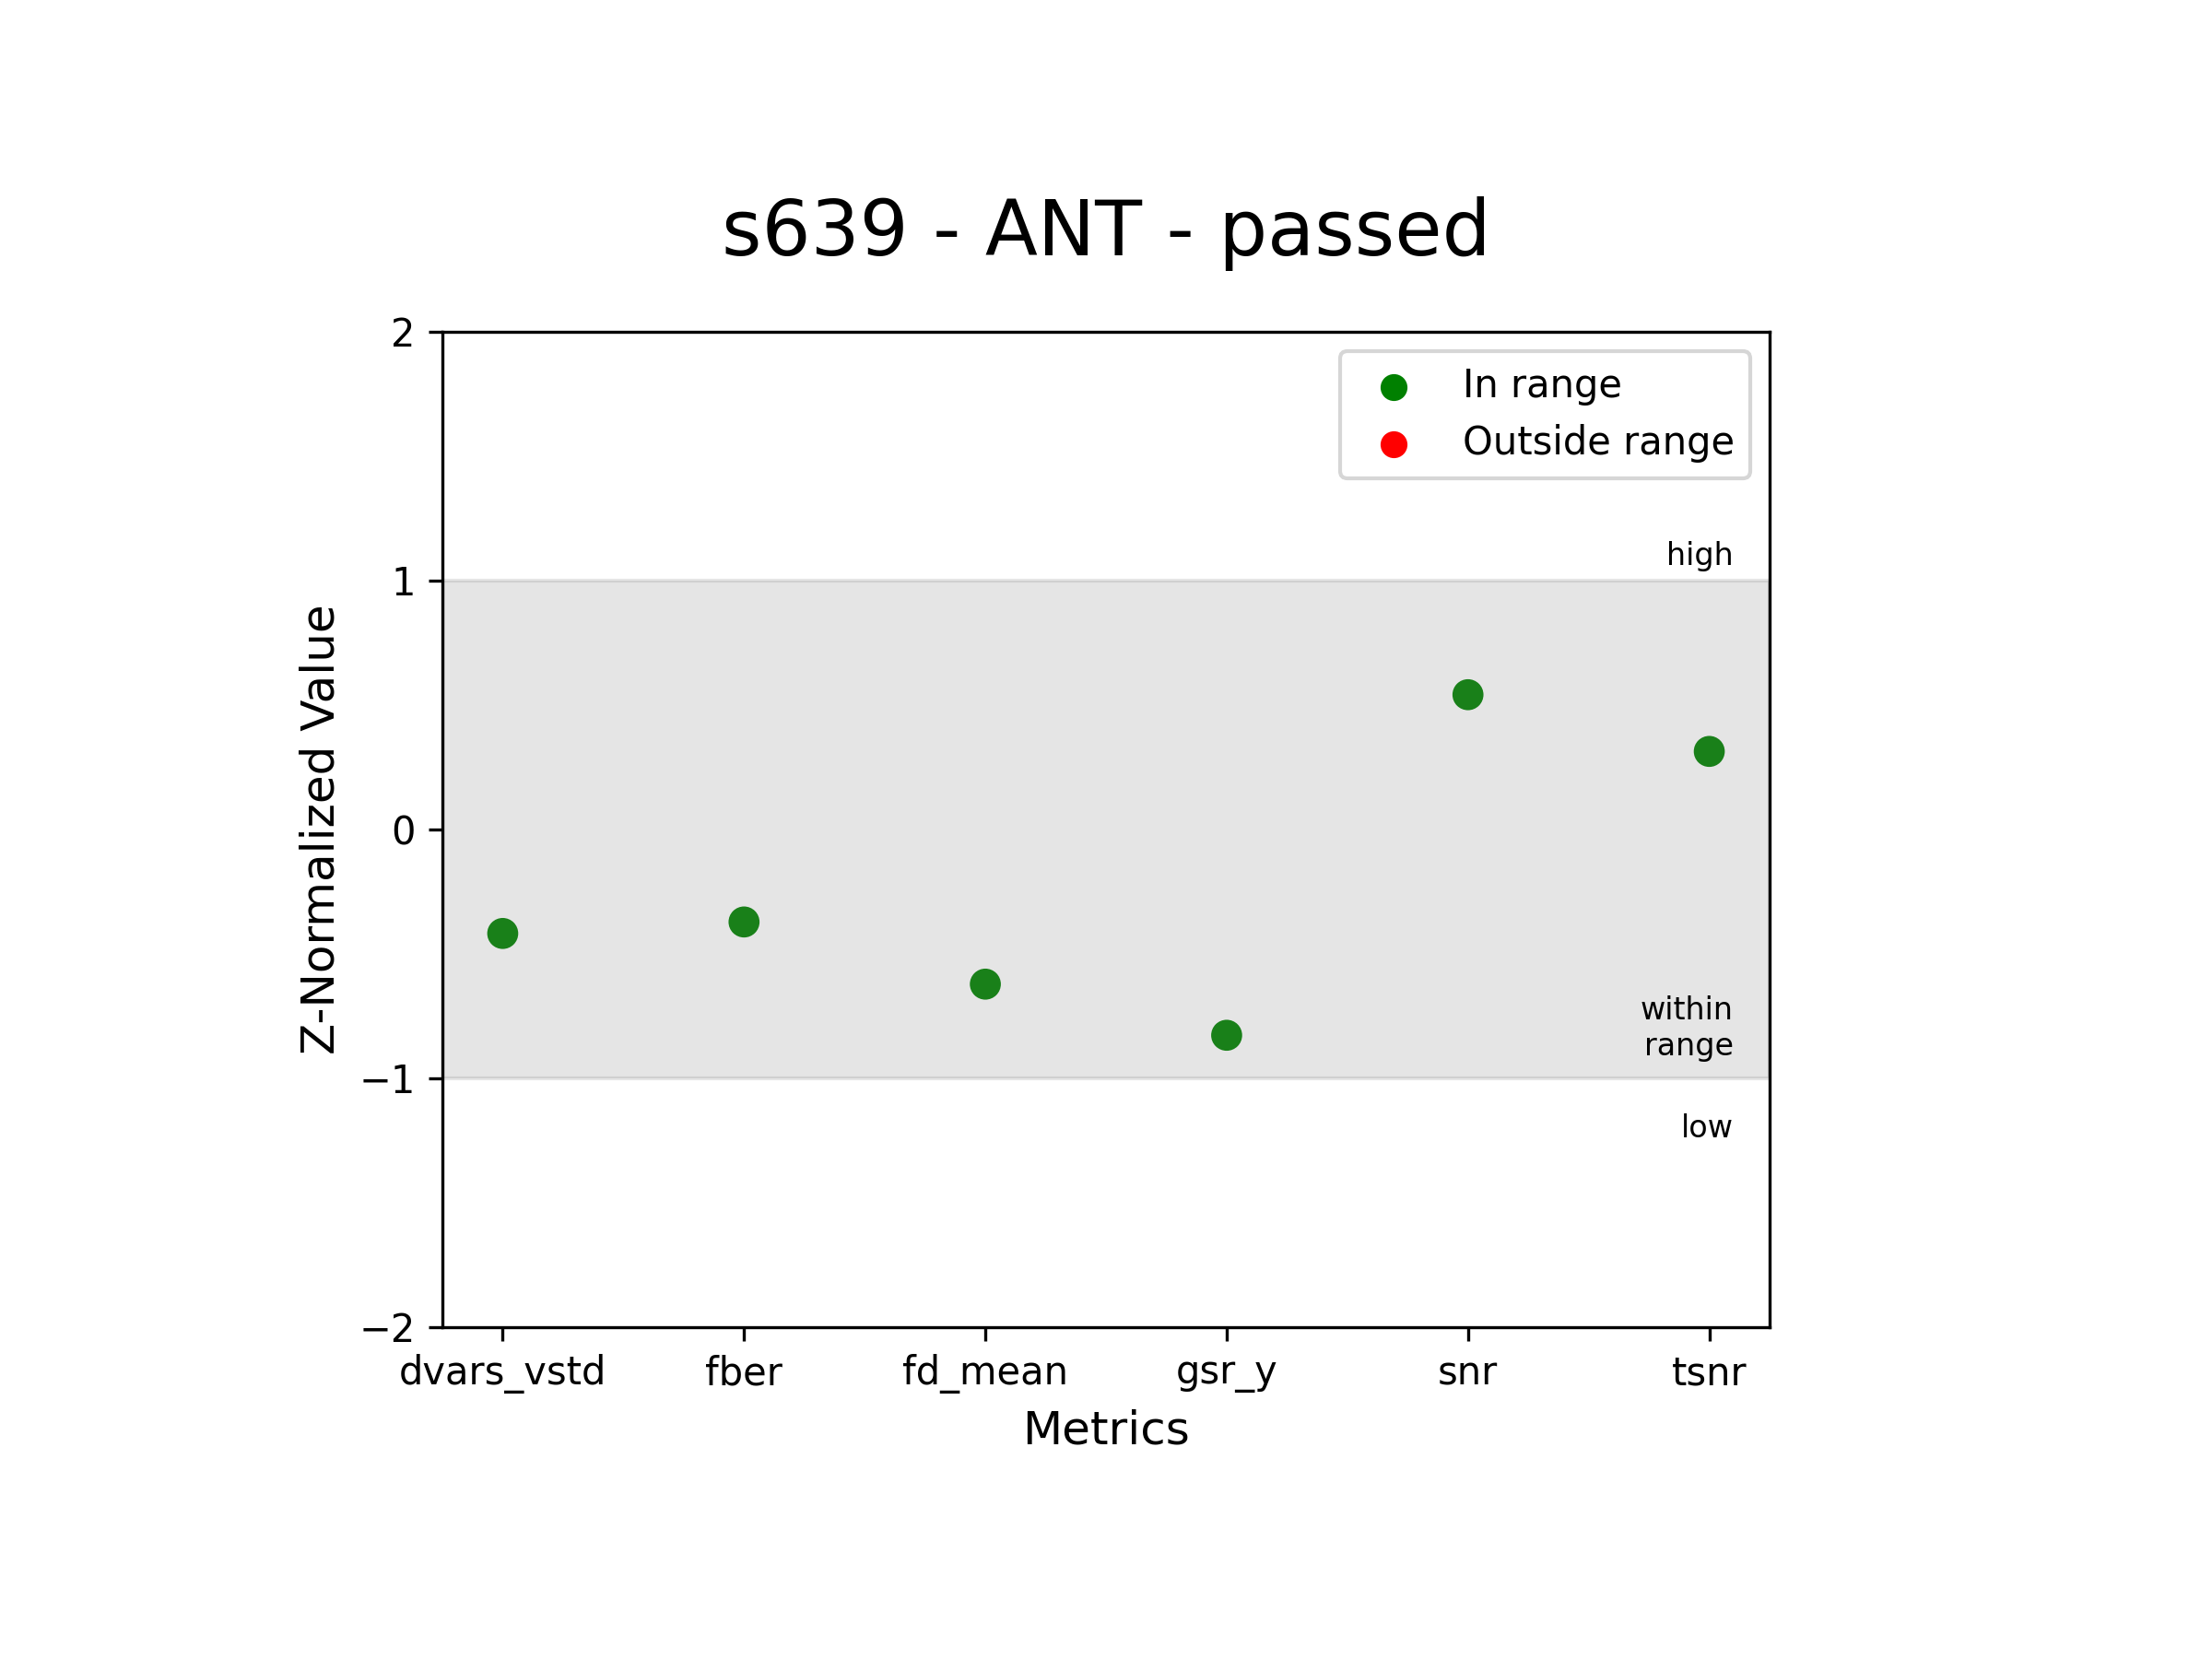 s639 - ANT - passed
2
In range
Outside range
high
1
Z-Normalized Value
0
within
range
−1
low
−2
dvars_vstd fber fd_mean gsr_y snr tsnr
Metrics